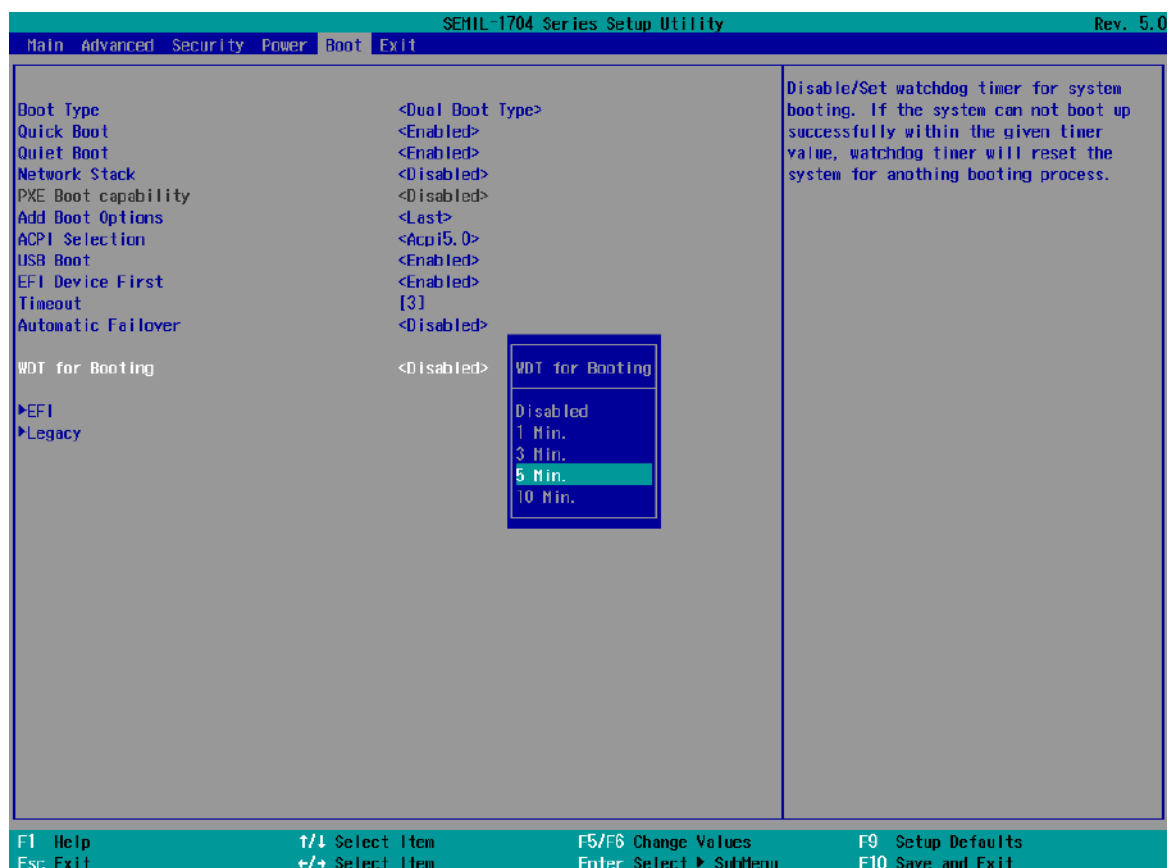 SEMIL-1704 Series Setup Utility Rev. 5.0
Main Advanced Security Power Boot Exit
Boot Type <Dual Boot Type>
Quick Boot <Enabled>
Quiet Boot <Enabled>
Network Stack <Disabled>
PXE Boot capability <Disabled>
Add Boot Options <Last>
ACPI Selection <Acpi5.0>
USB Boot <Enabled>
EFI Device First <Enabled>
Timeout [3]
Automatic Failover <Disabled>
WDT for Booting <Disabled>
▶EFI
▶Legacy
WDT for Booting
Disabled
1 Min.
3 Min.
5 Min.
10 Min.
Disable/Set watchdog timer for system
booting. If the system can not boot up
successfully within the given timer
value, watchdog timer will reset the
system for anothing booting process.
F1 Help ↑/↓ Select Item F5/F6 Change Values F9 Setup Defaults
Esc Exit ←/→ Select Item Enter Select ▶ SubMenu F10 Save and Exit